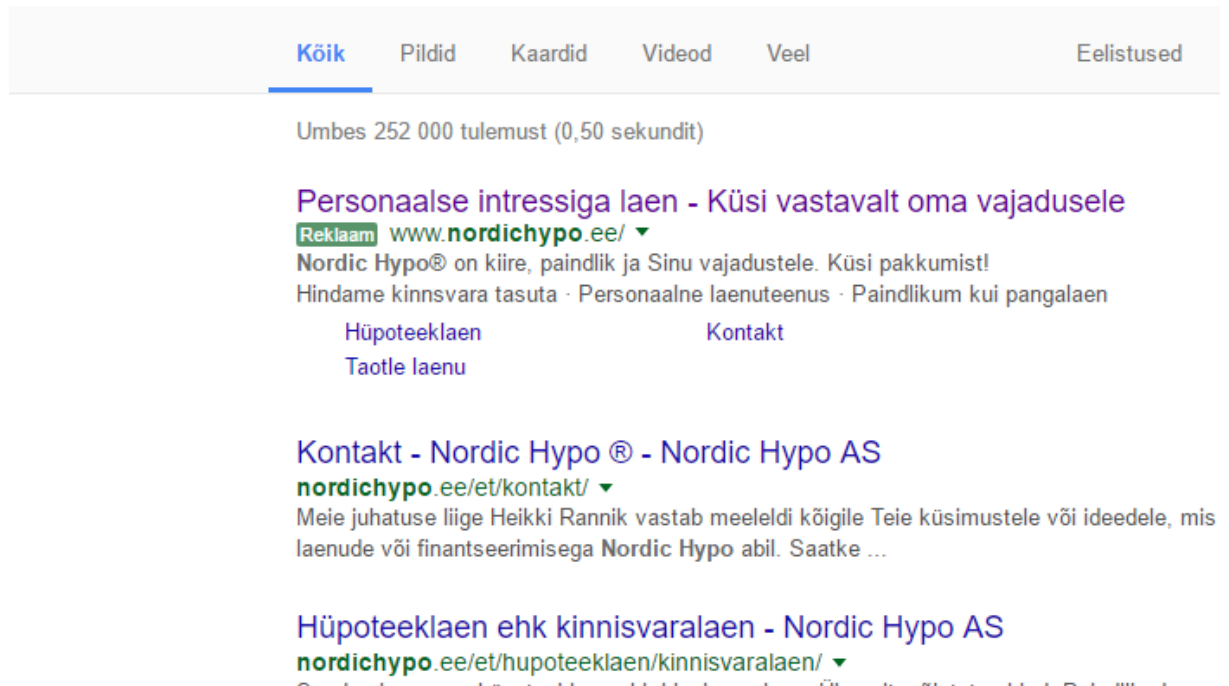 Kõik Pildid Kaardid Videod Veel Eelistused
Umbes 252 000 tulemust (0,50 sekundit)
Personaalse intressiga laen - Küsi vastavalt oma vajadusele
Reklaam www.nordichypo.ee/
Nordic Hypo® on kiire, paindlik ja Sinu vajadustele. Küsi pakkumist!
Hindame kinnsvara tasuta · Personaalne laenuteenus · Paindlikum kui pangalaen
Hüpoteeklaen Kontakt
Taotle laenu
Kontakt - Nordic Hypo ® - Nordic Hypo AS
nordichypo.ee/et/kontakt/
Meie juhatuse liige Heikki Rannik vastab meeleldi kõigile Teie küsimustele või ideedele, mis
laenude või finantseerimisega Nordic Hypo abil. Saatke ...
Hüpoteeklaen ehk kinnisvaralaen - Nordic Hypo AS
nordichypo.ee/et/hupoteeklaen/kinnisvaralaen/